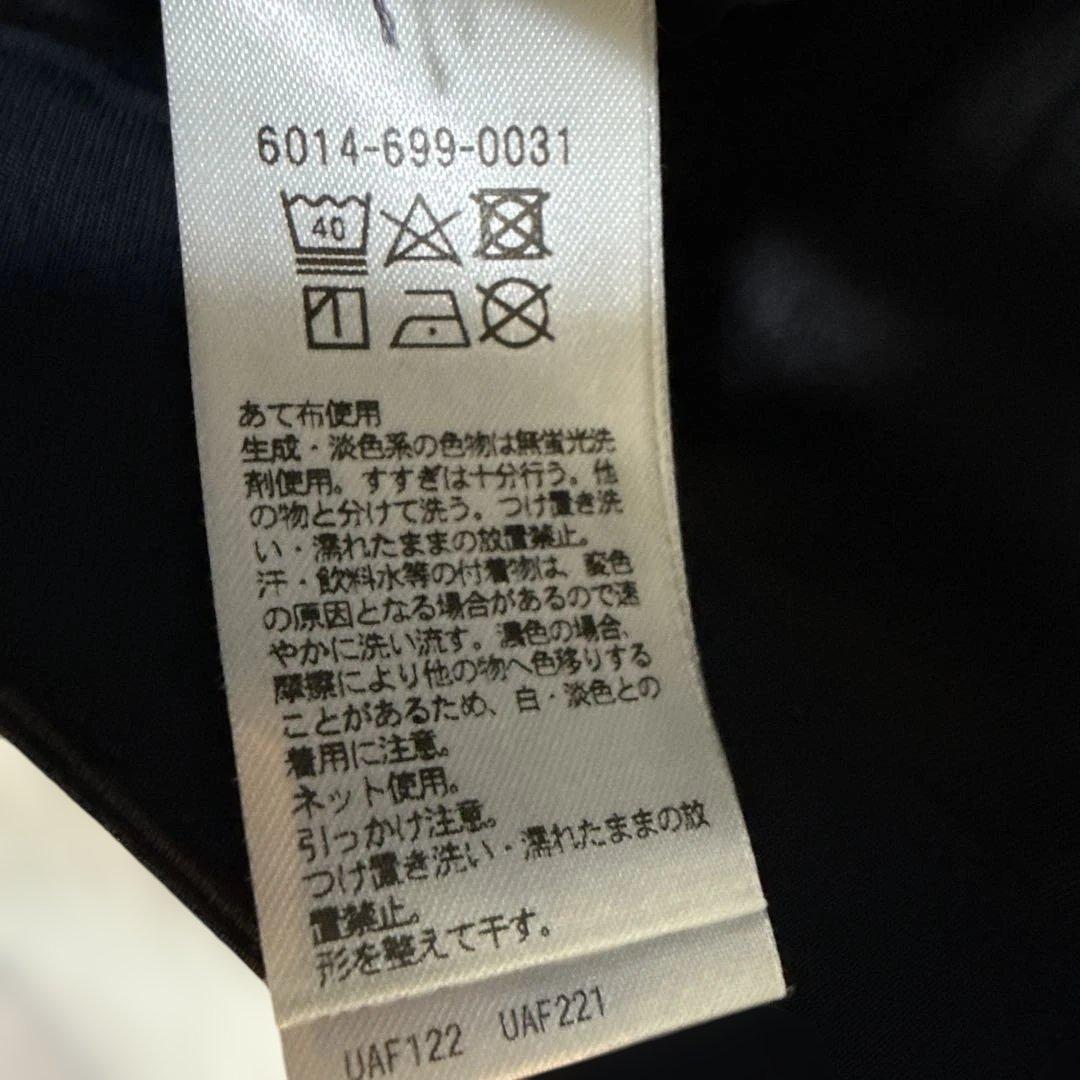 6014-699-0031
40
あて布使用
生成・淡色系の色物は無蛍光洗
剤使用。すすぎは十分行う。他
の物と分けて洗う。つけ置き洗
い・濡れたままの放置禁止。
汗・飲料水等の付着物は、変色
の原因となる場合があるので速
やかに洗い流す。濃色の場合、
摩擦により他の物へ色移りする
ことがあるため、白・淡色との
着用に注意。
ネット使用。
引っかけ注意。
つけ置き洗い・濡れたままの放
置禁止。
形を整えて干す。
UAF122 UAF221